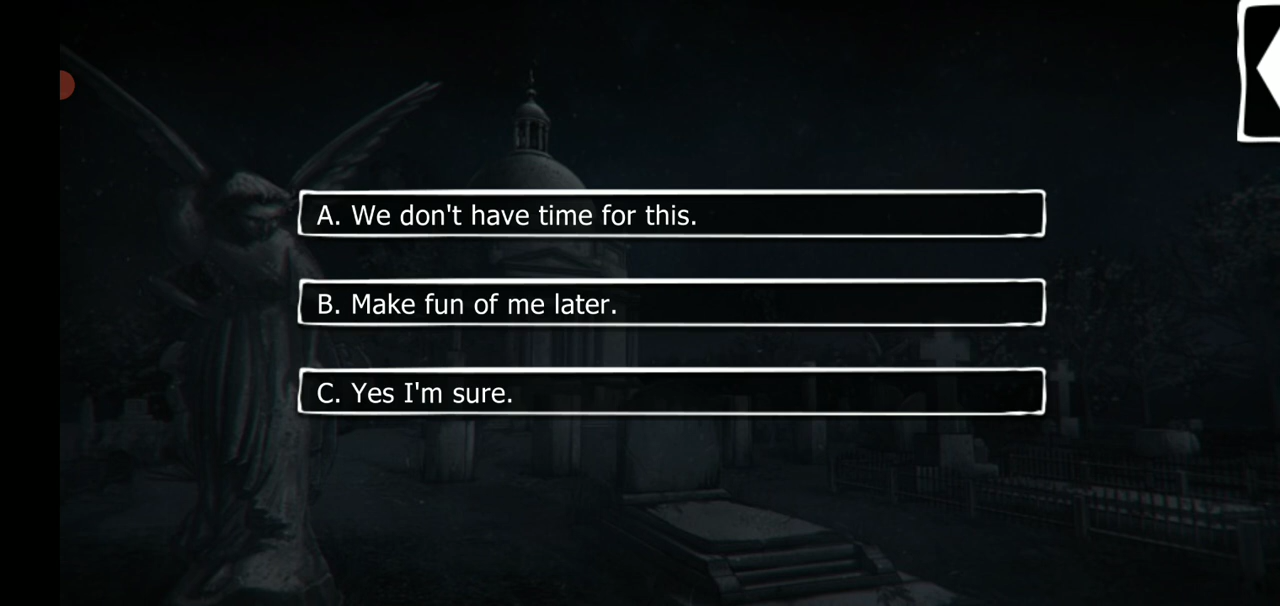 A. We don't have time for this.
B. Make fun of me later.
C. Yes I'm sure.